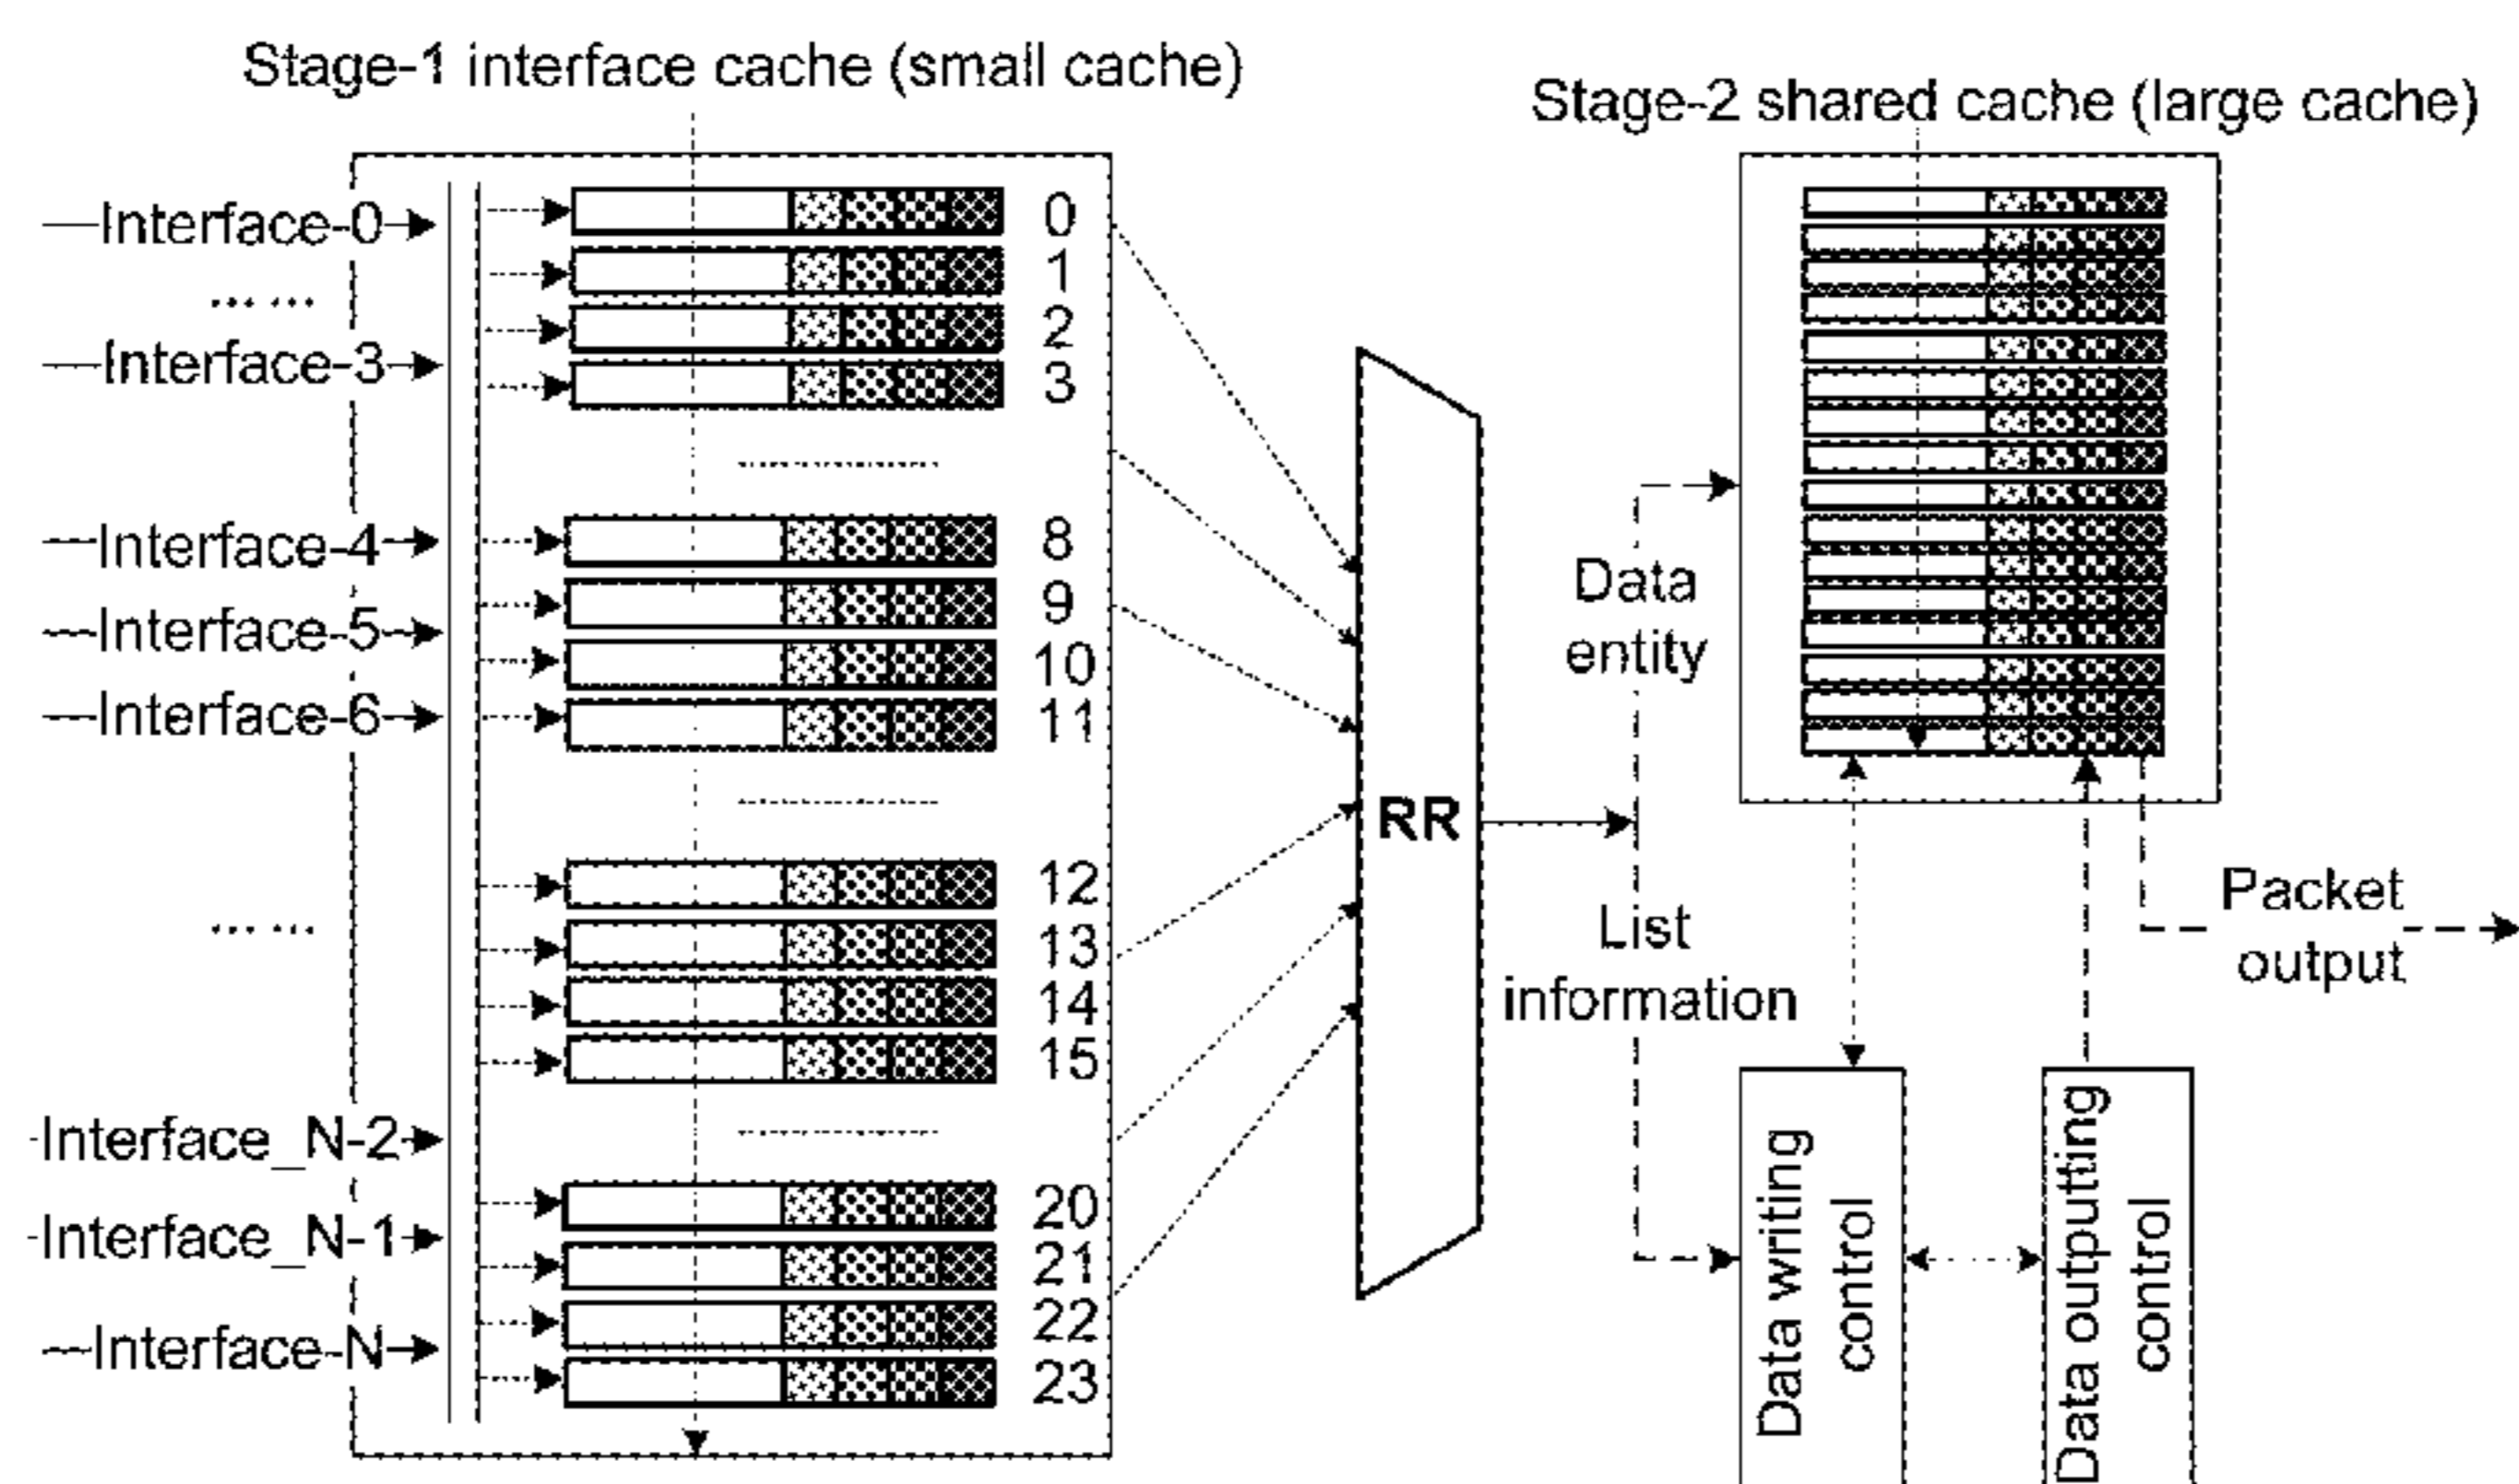 Stage-1 interface cache (small cache)
Stage-2 shared cache (large cache)
Interface-0
... ...
Interface-3
Interface-4
Interface-5
Interface-6
... ...
Interface_N-2
Interface_N-1
Interface-N
0
1
2
3
8
9
10
11
12
13
14
15
20
21
22
23
RR
Data
entity
List
information
Packet
output
Data writing
control
Data outputting
control